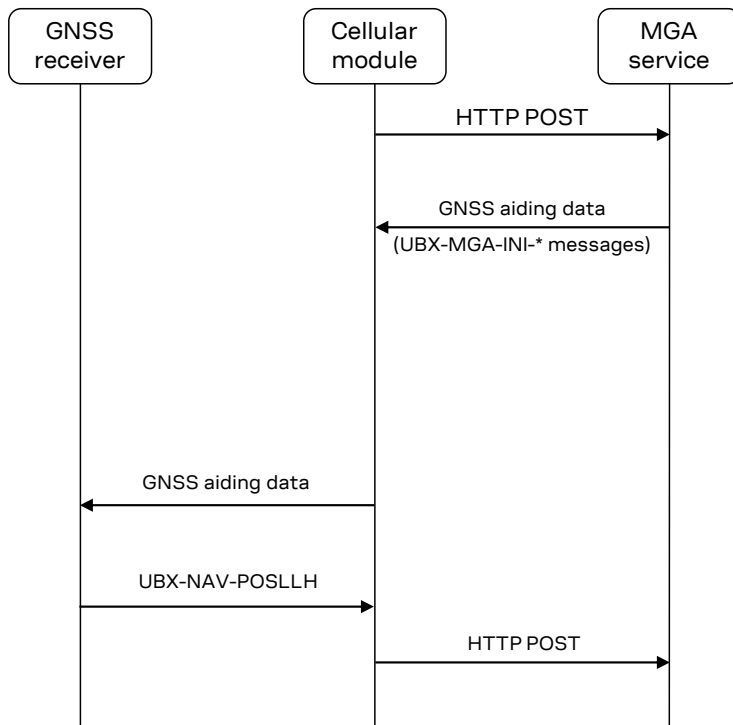 GNSS
receiver
Cellular
module
MGA
service
HTTP POST
GNSS aiding data
(UBX-MGA-INI-* messages)
GNSS aiding data
UBX-NAV-POSLLH
HTTP POST